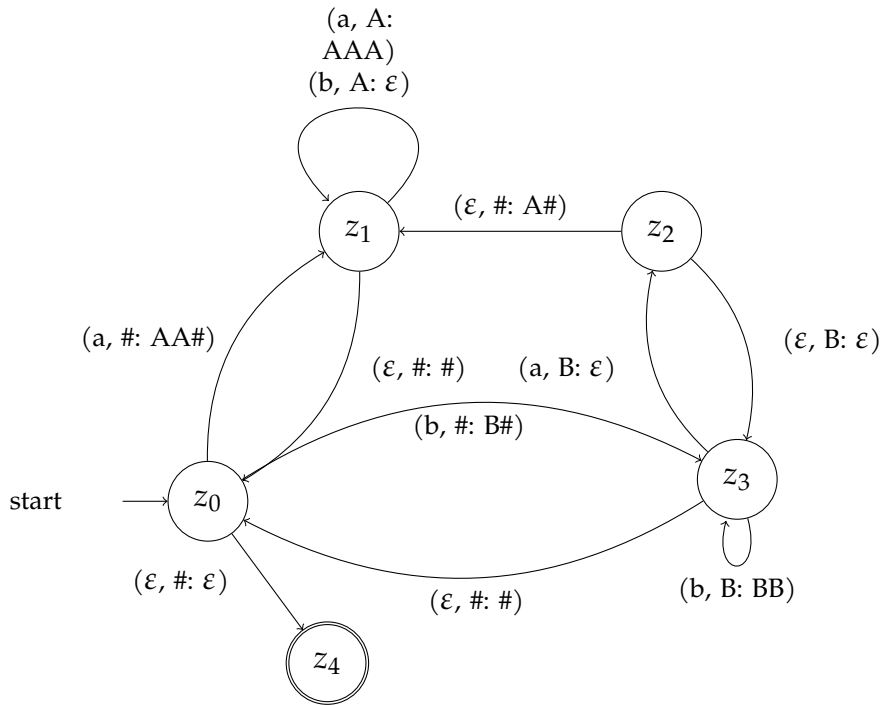 (a, A:
AAA)
(b, A: ε)
(ε, #: A#)
z₁
z₂
(a, #: AA#)
(ε, #: #)
(a, B: ε)
(ε, B: ε)
(b, #: B#)
start
z₀
z₃
(ε, #: ε)
(ε, #: #)
(b, B: BB)
z₄